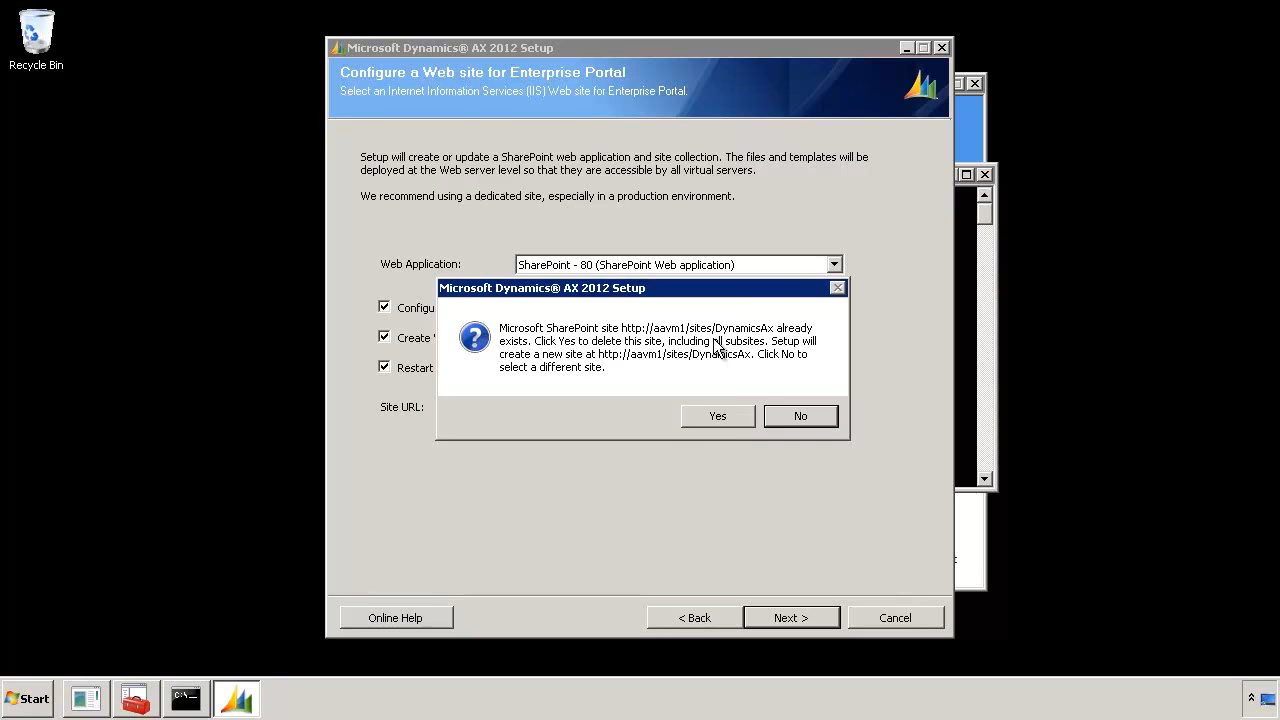 Recycle Bin
Microsoft Dynamics® AX 2012 Setup
Configure a Web site for Enterprise Portal
Select an Internet Information Services (IIS) Web site for Enterprise Portal.
Setup will create or update a SharePoint web application and site collection. The files and templates will be
deployed at the Web server level so that they are accessible by all virtual servers.
We recommend using a dedicated site, especially in a production environment.
Web Application:
SharePoint - 80 (SharePoint Web application)
Microsoft Dynamics® AX 2012 Setup
Configu
Microsoft SharePoint site http://aavm1/sites/DynamicsAx already
exists. Click Yes to delete this site, including all subsites. Setup will
create a new site at http://aavm1/sites/DynamicsAx. Click No to
select a different site.
Create '
Restart
Site URL:
Yes
No
Online Help
< Back
Next >
Cancel
Start
C:\